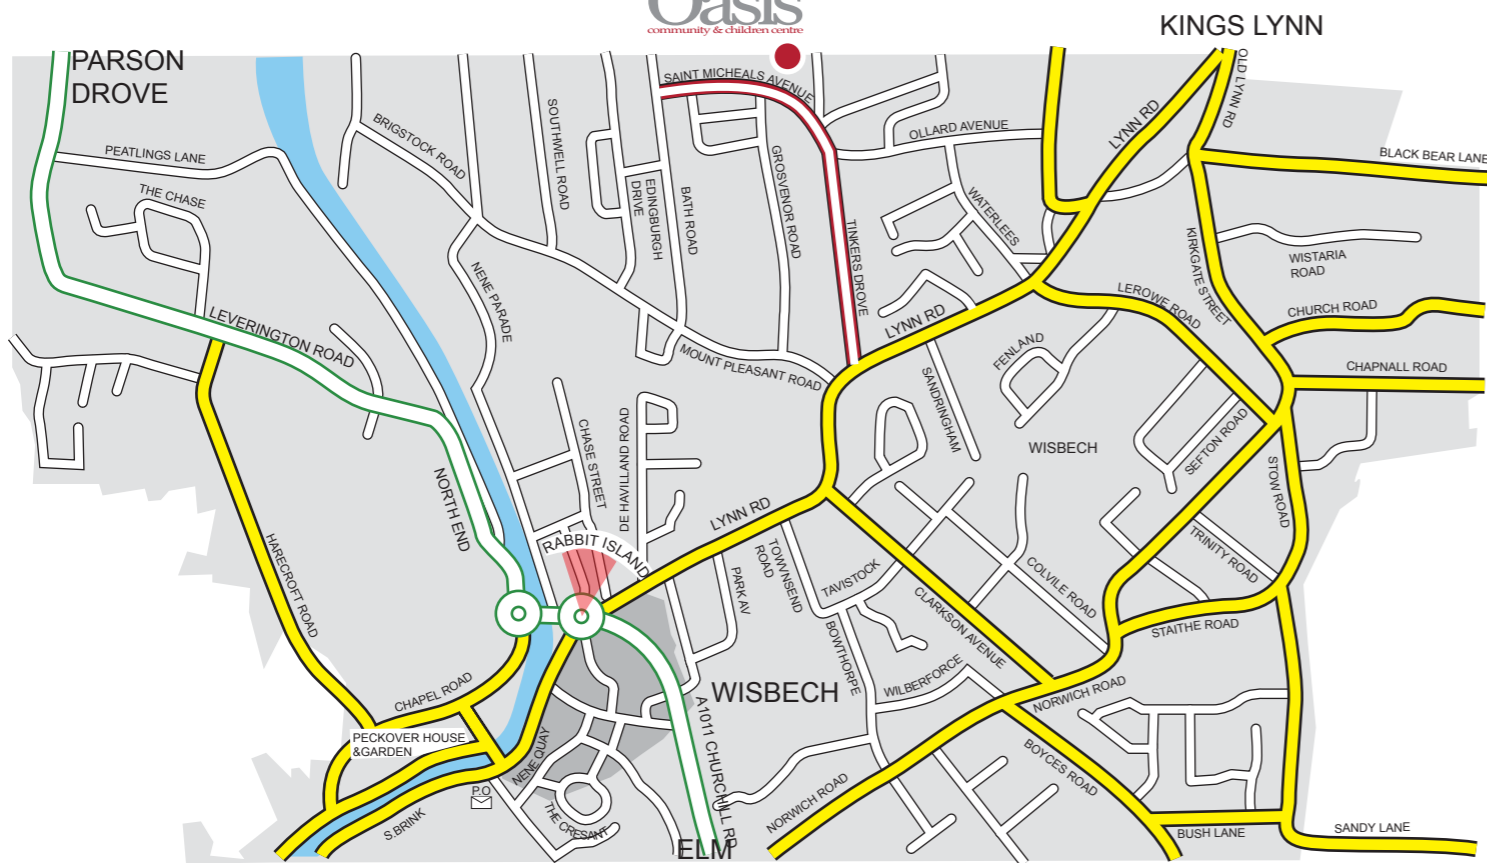 Oasis
community & children centre
KINGS LYNN
PARSON
DROVE
SAINT MICHEALS AVENUE
OLD LYNN RD
LYNN RD
BRIGSTOCK ROAD
SOUTHWELL ROAD
OLLARD AVENUE
PEATLINGS LANE
BLACK BEAR LANE
GROSVENOR ROAD
THE CHASE
EDINGBURGH
DRIVE
BATH ROAD
WATERLEES
TINKERS DROVE
KIRKGATE STREET
WISTARIA
ROAD
NENE PARADE
LEROWE ROAD
CHURCH ROAD
LEVERINGTON ROAD
LYNN RD
FENLAND
MOUNT PLEASANT ROAD
SANDRINGHAM
CHAPNALL ROAD
CHASE STREET
DE HAVILLAND ROAD
WISBECH
SEFTON ROAD
STOW ROAD
NORTH END
LYNN RD
RABBIT ISLAND
HARECROFT ROAD
TOWVNSEND
ROAD
PARK AV
TAVISTOCK
COLVILE ROAD
TRINITY ROAD
CLARKSON AVENUE
BOWTHORPE
STAITHE ROAD
WILBERFORCE
CHAPEL ROAD
WISBECH
NORWICH ROAD
A1011 CHURCHILL RD
PECKOVER HOUSE
&GARDEN
NENE QUAY
BOYCES ROAD
P.O
NORWICH ROAD
S.BRINK
THE CRESANT
BUSH LANE
SANDY LANE
ELM